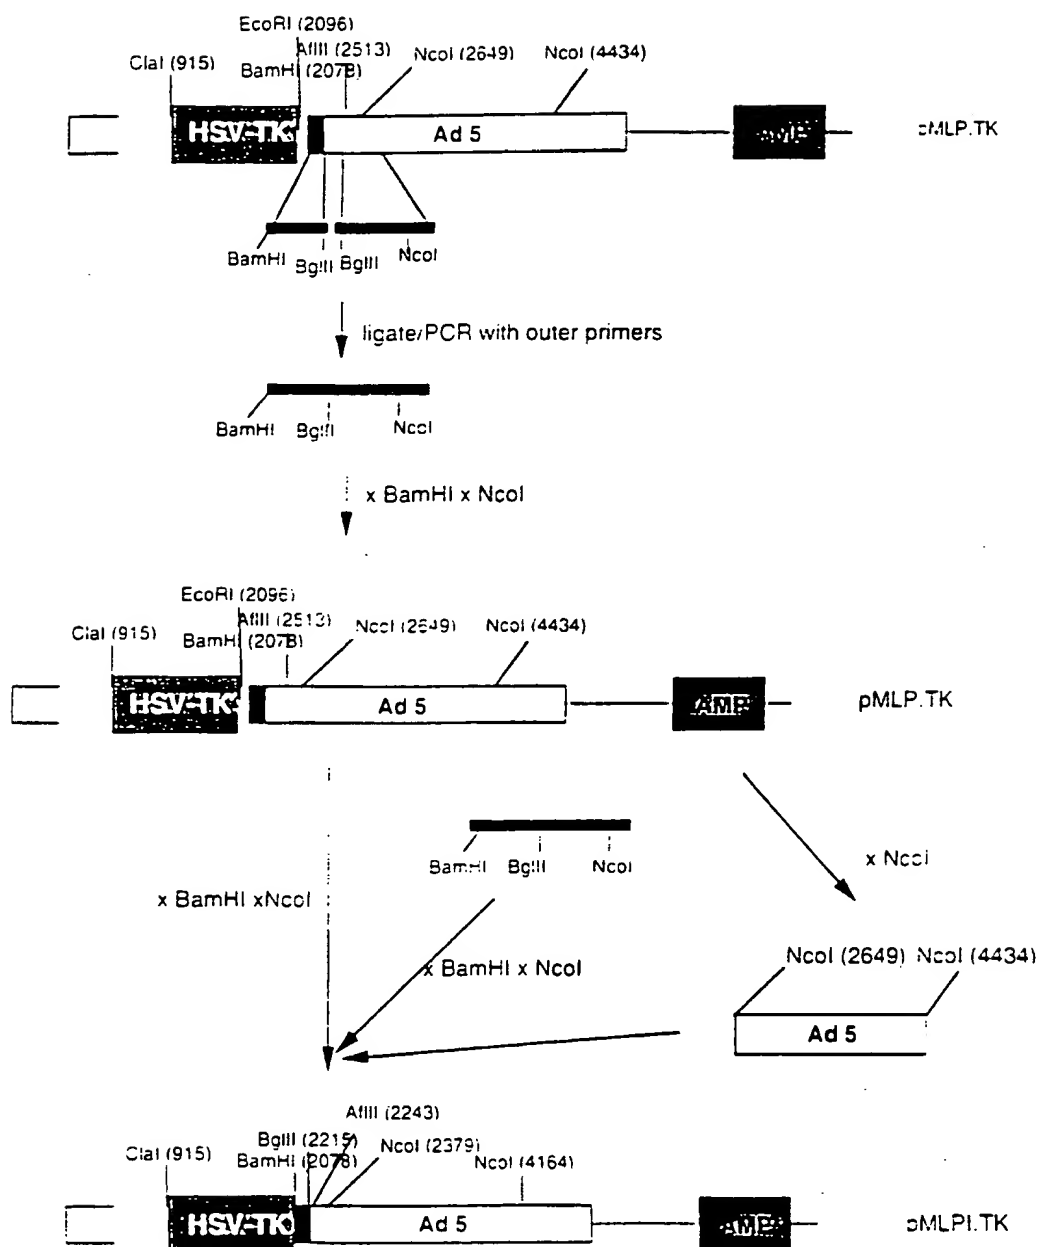 EcoRI (2096)
AflII (2513)
NcoI (2649)
NcoI (4434)
ClaI (915)
BamHI (2078)
HSV-TK
Ad 5
AMP
pMLP.TK
BamHI
BglII
BglII
NcoI
ligate/PCR with outer primers
BamHI
BglII
NcoI
x BamHI x NcoI
EcoRI (2096)
AflII (2513)
NcoI (2649)
NcoI (4434)
ClaI (915)
BamHI (2078)
HSV-TK
Ad 5
AMP
pMLP.TK
BamHI
BglII
NcoI
x NcoI
x BamHI xNcoI
x BamHI x NcoI
NcoI (2649) NcoI (4434)
Ad 5
AflII (2243)
BglII (2215)
NcoI (2379)
ClaI (915)
BamHI (2078)
NcoI (4164)
HSV-TK
Ad 5
AMP
pMLPI.TK